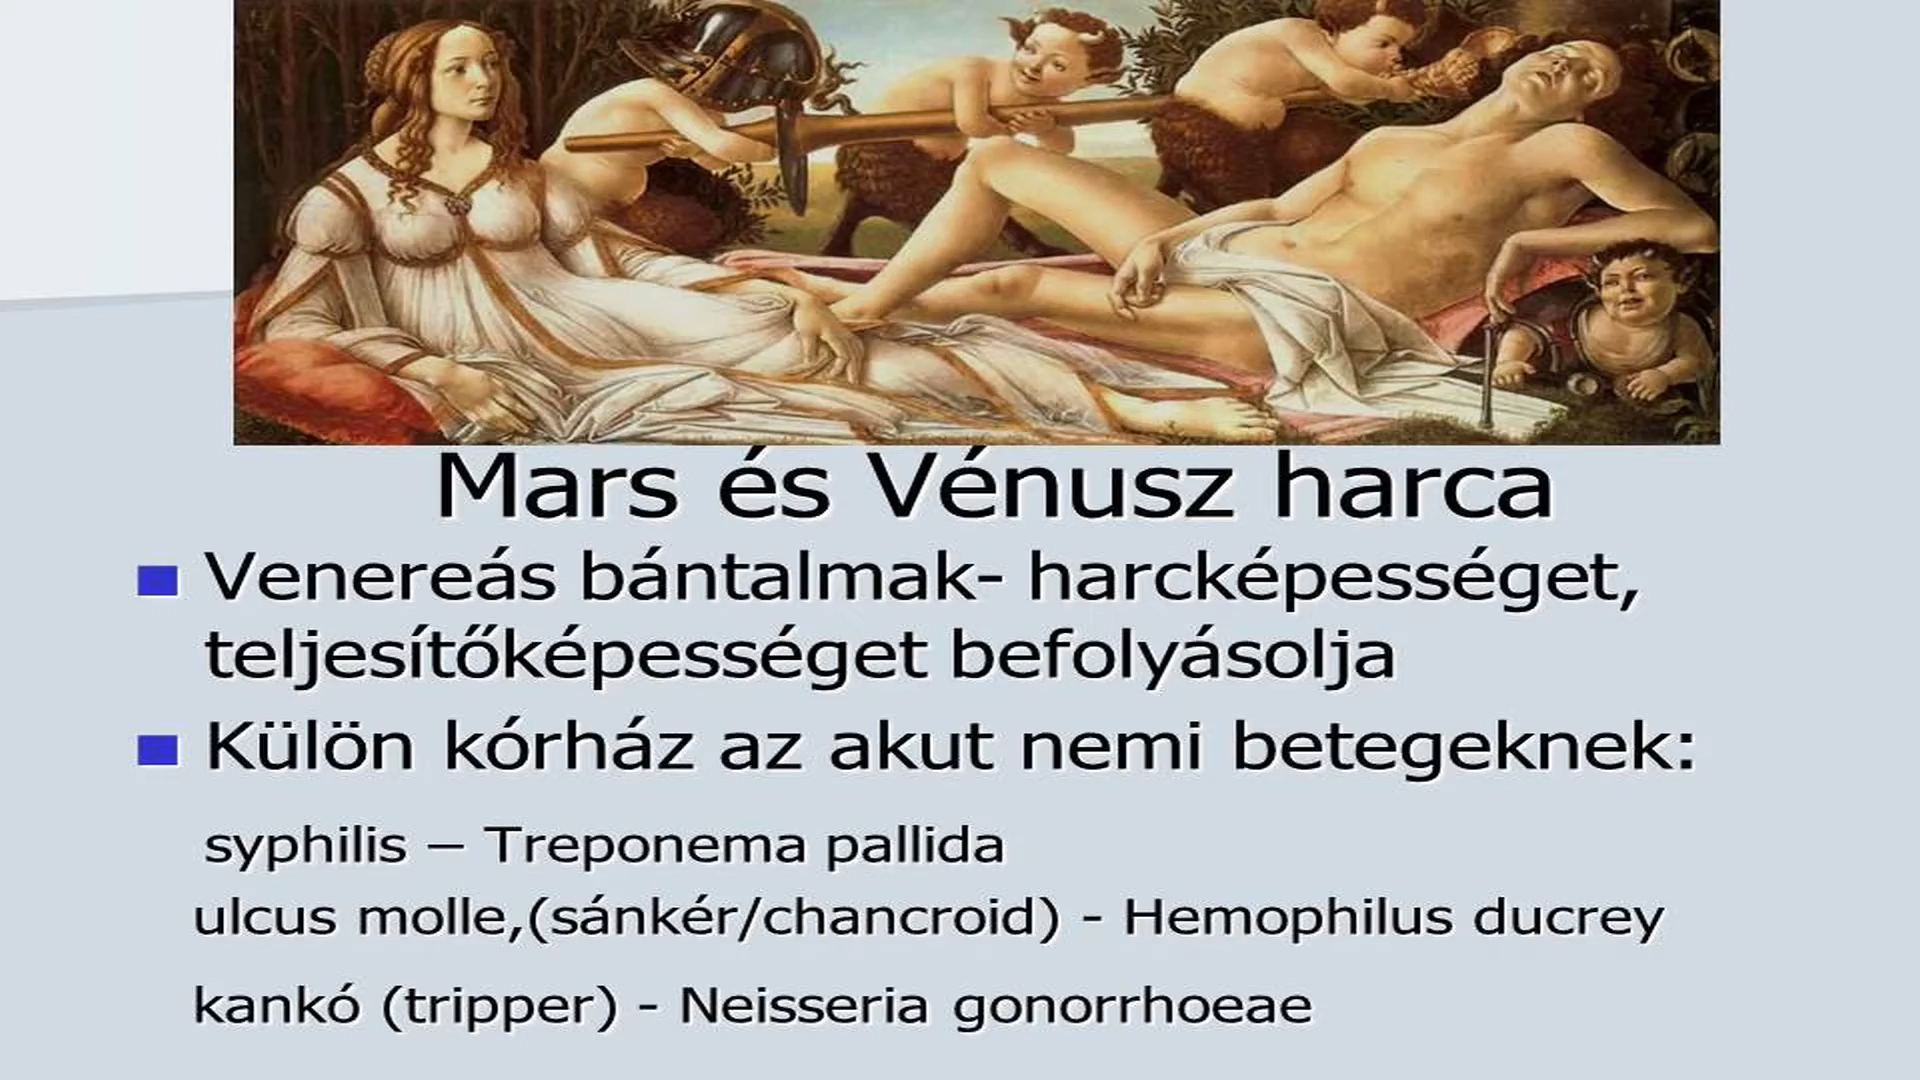 Mars és Vénusz harca
Venereás bántalmak- harcképességet,
teljesítőképességet befolyásolja
Külön kórház az akut nemi betegeknek:
syphilis – Treponema pallida
ulcus molle,(sánkér/chancroid) - Hemophilus ducrey
kankó (tripper) - Neisseria gonorrhoeae